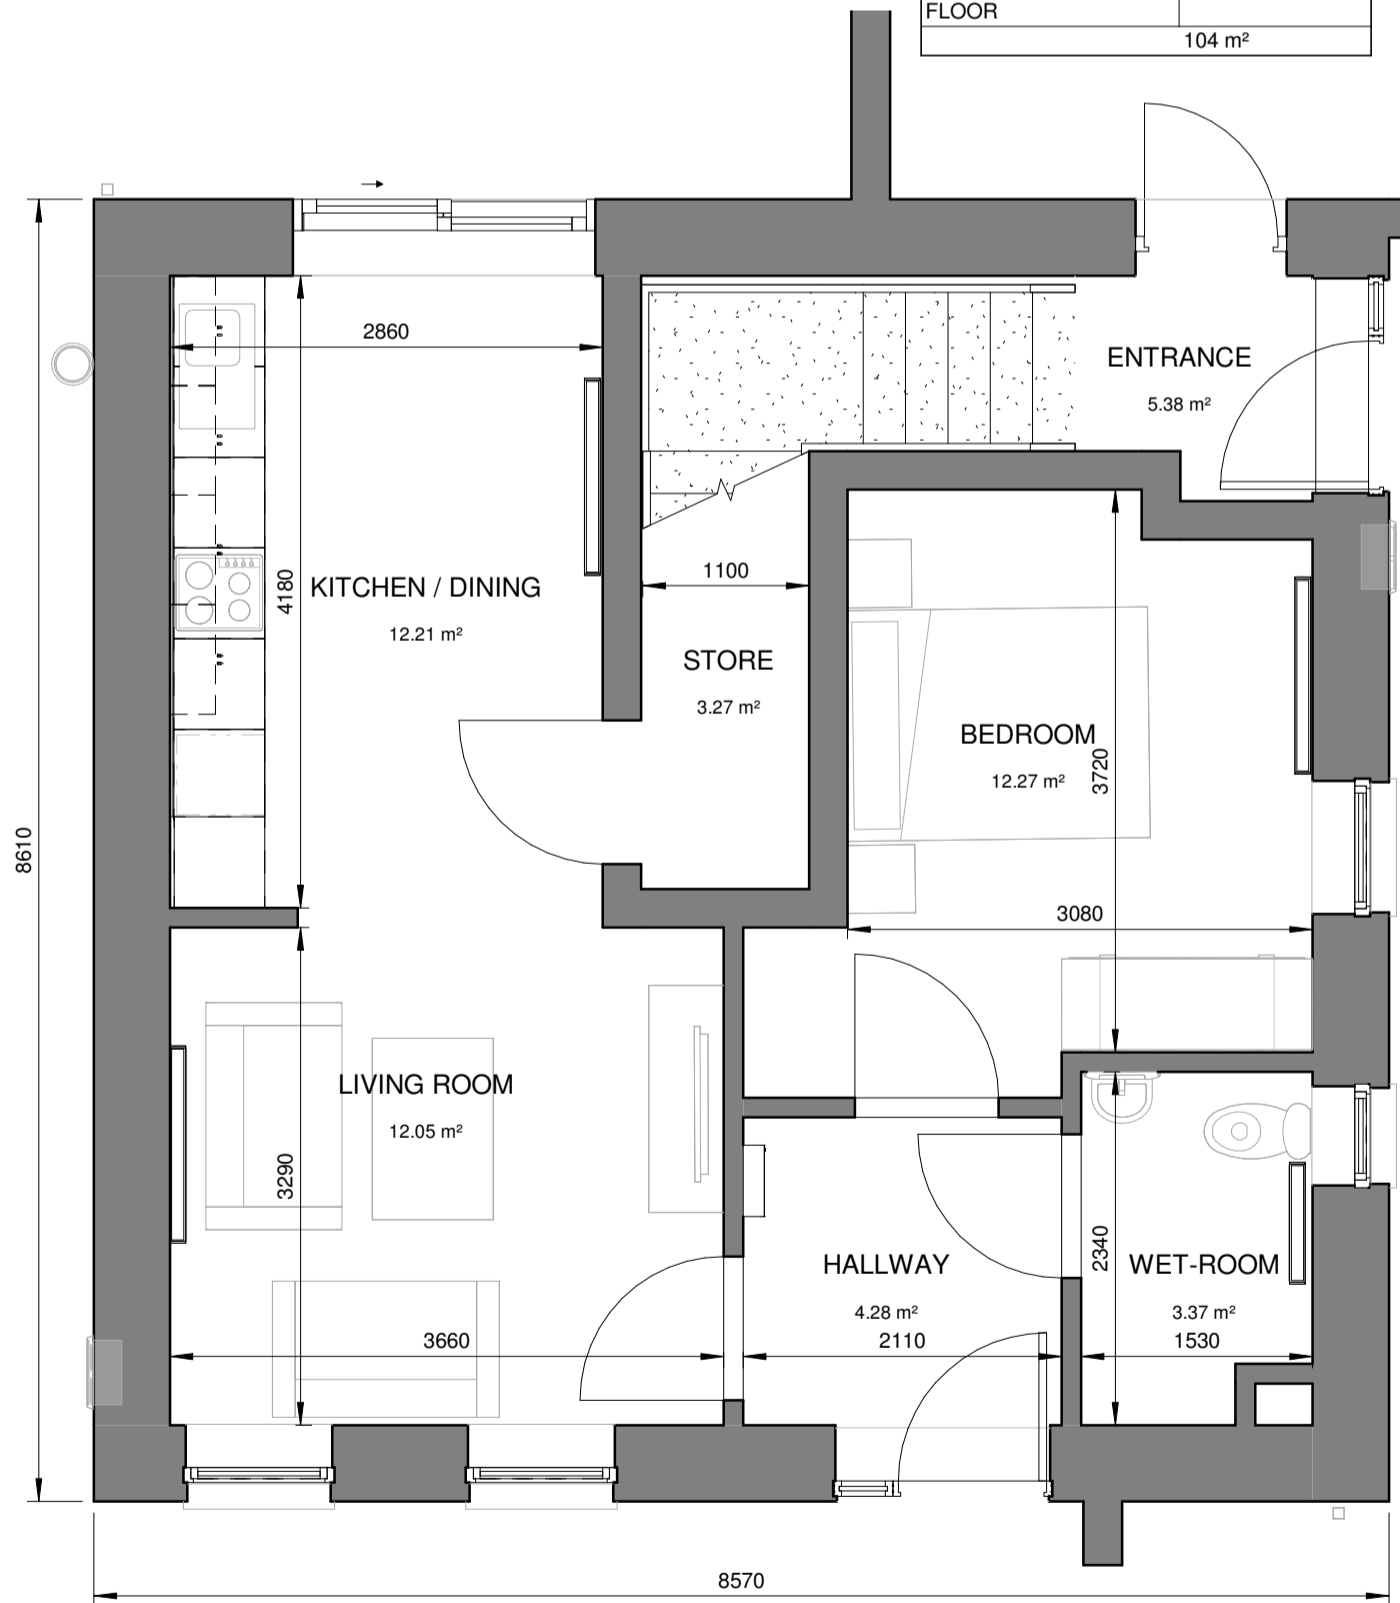 FLOOR
104 m²
2860
ENTRANCE
5.38 m²
4180
KITCHEN / DINING
12.21 m²
1100
STORE
3.27 m²
BEDROOM
12.27 m²
3720
8610
3080
LIVING ROOM
12.05 m²
3290
HALLWAY
4.28 m²
2340
WET-ROOM
3.37 m²
3660
2110
1530
8570